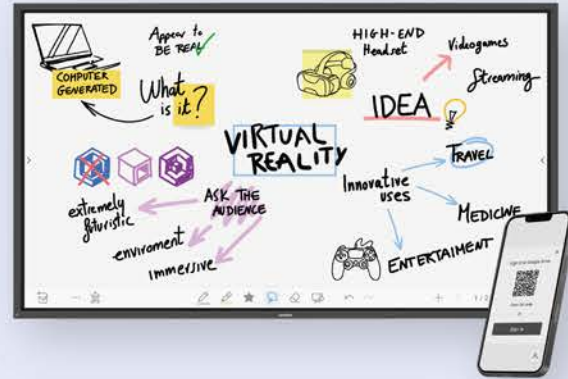 Appear to
BE REAL
COMPUTER
GENERATED
What
is it?
HIGH-END
Headset
Videogames
Streaming
IDEA
VIRTUAL
REALITY
extremely
futuristic
ASK THE
AUDIENCE
enviroment
immersive
Innovative
uses
TRAVEL
MEDICINE
ENTERTAIMENT